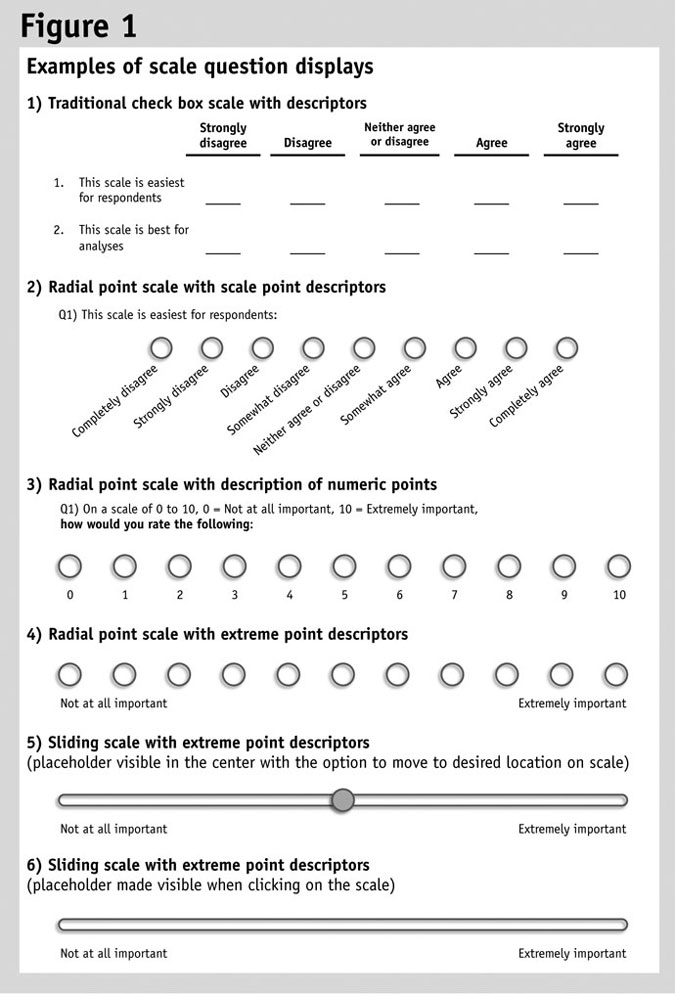 Figure 1
Examples of scale question displays
1) Traditional check box scale with descriptors
Strongly disagree Disagree Neither agree or disagree Agree Strongly agree
1. This scale is easiest
for respondents
2. This scale is best for
analyses
2) Radial point scale with scale point descriptors
Q1) This scale is easiest for respondents:
Completely disagree
Strongly disagree
Disagree
Somewhat disagree
Neither agree or disagree
Somewhat agree
Agree
Strongly agree
Completely agree
3) Radial point scale with description of numeric points
Q1) On a scale of 0 to 10, 0 = Not at all important, 10 = Extremely important,
how would you rate the following:
0 1 2 3 4 5 6 7 8 9 10
4) Radial point scale with extreme point descriptors
Not at all important Extremely important
5) Sliding scale with extreme point descriptors
(placeholder visible in the center with the option to move to desired location on scale)
Not at all important Extremely important
6) Sliding scale with extreme point descriptors
(placeholder made visible when clicking on the scale)
Not at all important Extremely important